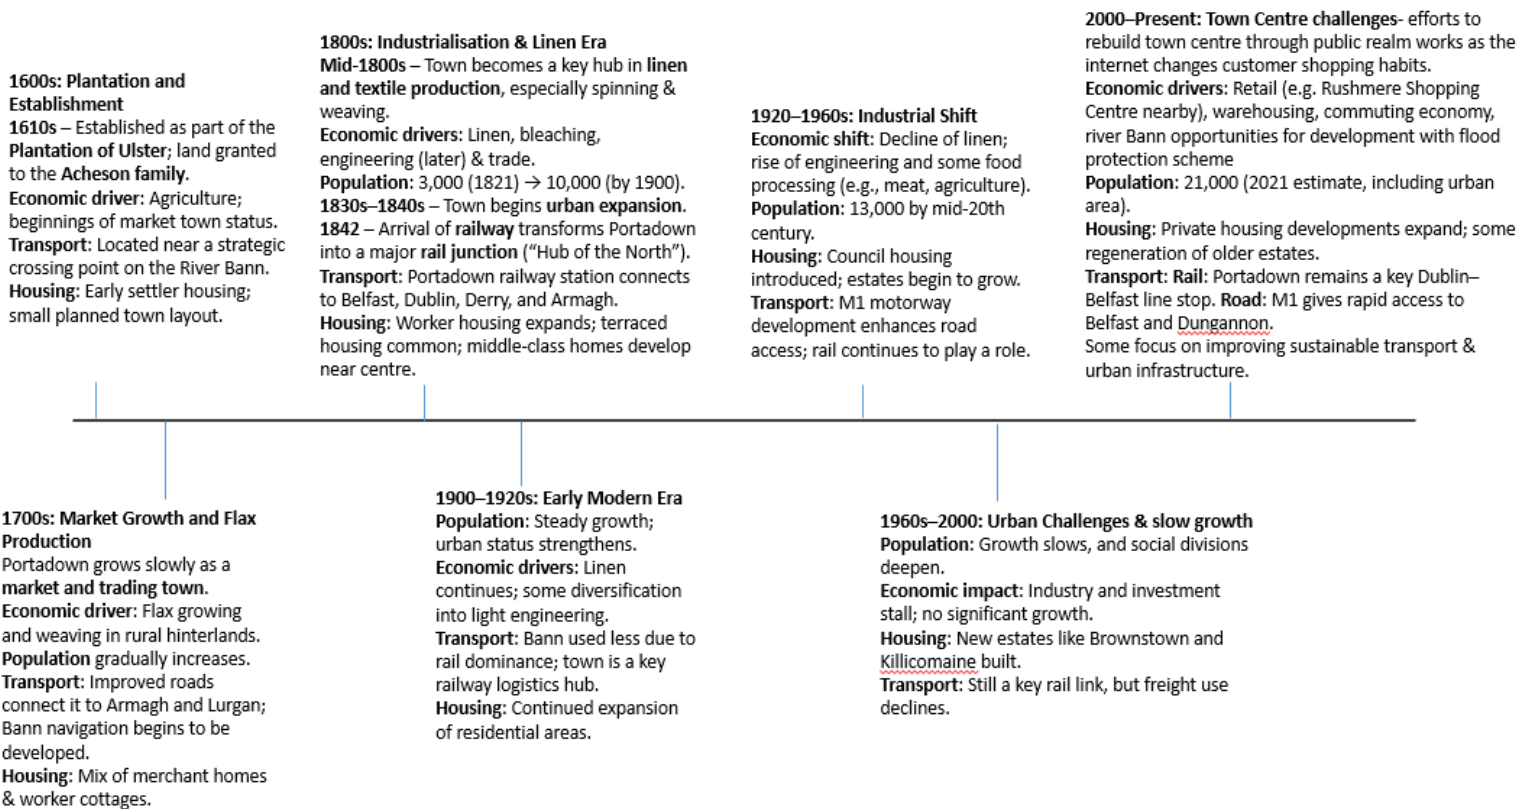 1600s: Plantation and
Establishment
1610s – Established as part of the
Plantation of Ulster; land granted
to the Acheson family.
Economic driver: Agriculture;
beginnings of market town status.
Transport: Located near a strategic
crossing point on the River Bann.
Housing: Early settler housing;
small planned town layout.
1700s: Market Growth and Flax
Production
Portadown grows slowly as a
market and trading town.
Economic driver: Flax growing
and weaving in rural hinterlands.
Population gradually increases.
Transport: Improved roads
connect it to Armagh and Lurgan;
Bann navigation begins to be
developed.
Housing: Mix of merchant homes
& worker cottages.
1800s: Industrialisation & Linen Era
Mid-1800s – Town becomes a key hub in linen
and textile production, especially spinning &
weaving.
Economic drivers: Linen, bleaching,
engineering (later) & trade.
Population: 3,000 (1821) → 10,000 (by 1900).
1830s–1840s – Town begins urban expansion.
1842 – Arrival of railway transforms Portadown
into a major rail junction (“Hub of the North”).
Transport: Portadown railway station connects
to Belfast, Dublin, Derry, and Armagh.
Housing: Worker housing expands; terraced
housing common; middle-class homes develop
near centre.
1900–1920s: Early Modern Era
Population: Steady growth;
urban status strengthens.
Economic drivers: Linen
continues; some diversification
into light engineering.
Transport: Bann used less due to
rail dominance; town is a key
railway logistics hub.
Housing: Continued expansion
of residential areas.
1920–1960s: Industrial Shift
Economic shift: Decline of linen;
rise of engineering and some food
processing (e.g., meat, agriculture).
Population: 13,000 by mid-20th
century.
Housing: Council housing
introduced; estates begin to grow.
Transport: M1 motorway
development enhances road
access; rail continues to play a role.
1960s–2000: Urban Challenges & slow growth
Population: Growth slows, and social divisions
deepen.
Economic impact: Industry and investment
stall; no significant growth.
Housing: New estates like Brownstown and
Killicomaine built.
Transport: Still a key rail link, but freight use
declines.
2000–Present: Town Centre challenges- efforts to
rebuild town centre through public realm works as the
internet changes customer shopping habits.
Economic drivers: Retail (e.g. Rushmere Shopping
Centre nearby), warehousing, commuting economy,
river Bann opportunities for development with flood
protection scheme
Population: 21,000 (2021 estimate, including urban
area).
Housing: Private housing developments expand; some
regeneration of older estates.
Transport: Rail: Portadown remains a key Dublin–
Belfast line stop. Road: M1 gives rapid access to
Belfast and Dungannon.
Some focus on improving sustainable transport &
urban infrastructure.